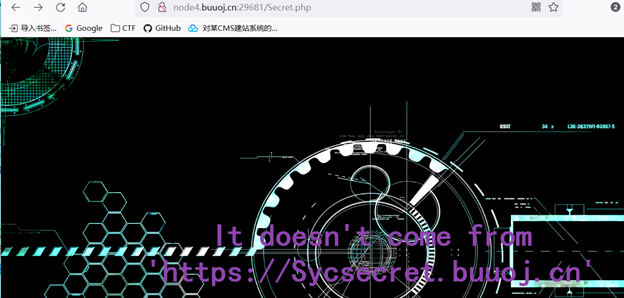 node4.buuoj.cn:29681/Secret.php
2
导入书签... Google CTF GitHub 对某CMS建站系统的...
It doesn't come from
'https://Sycsecret.buuoj.cn'